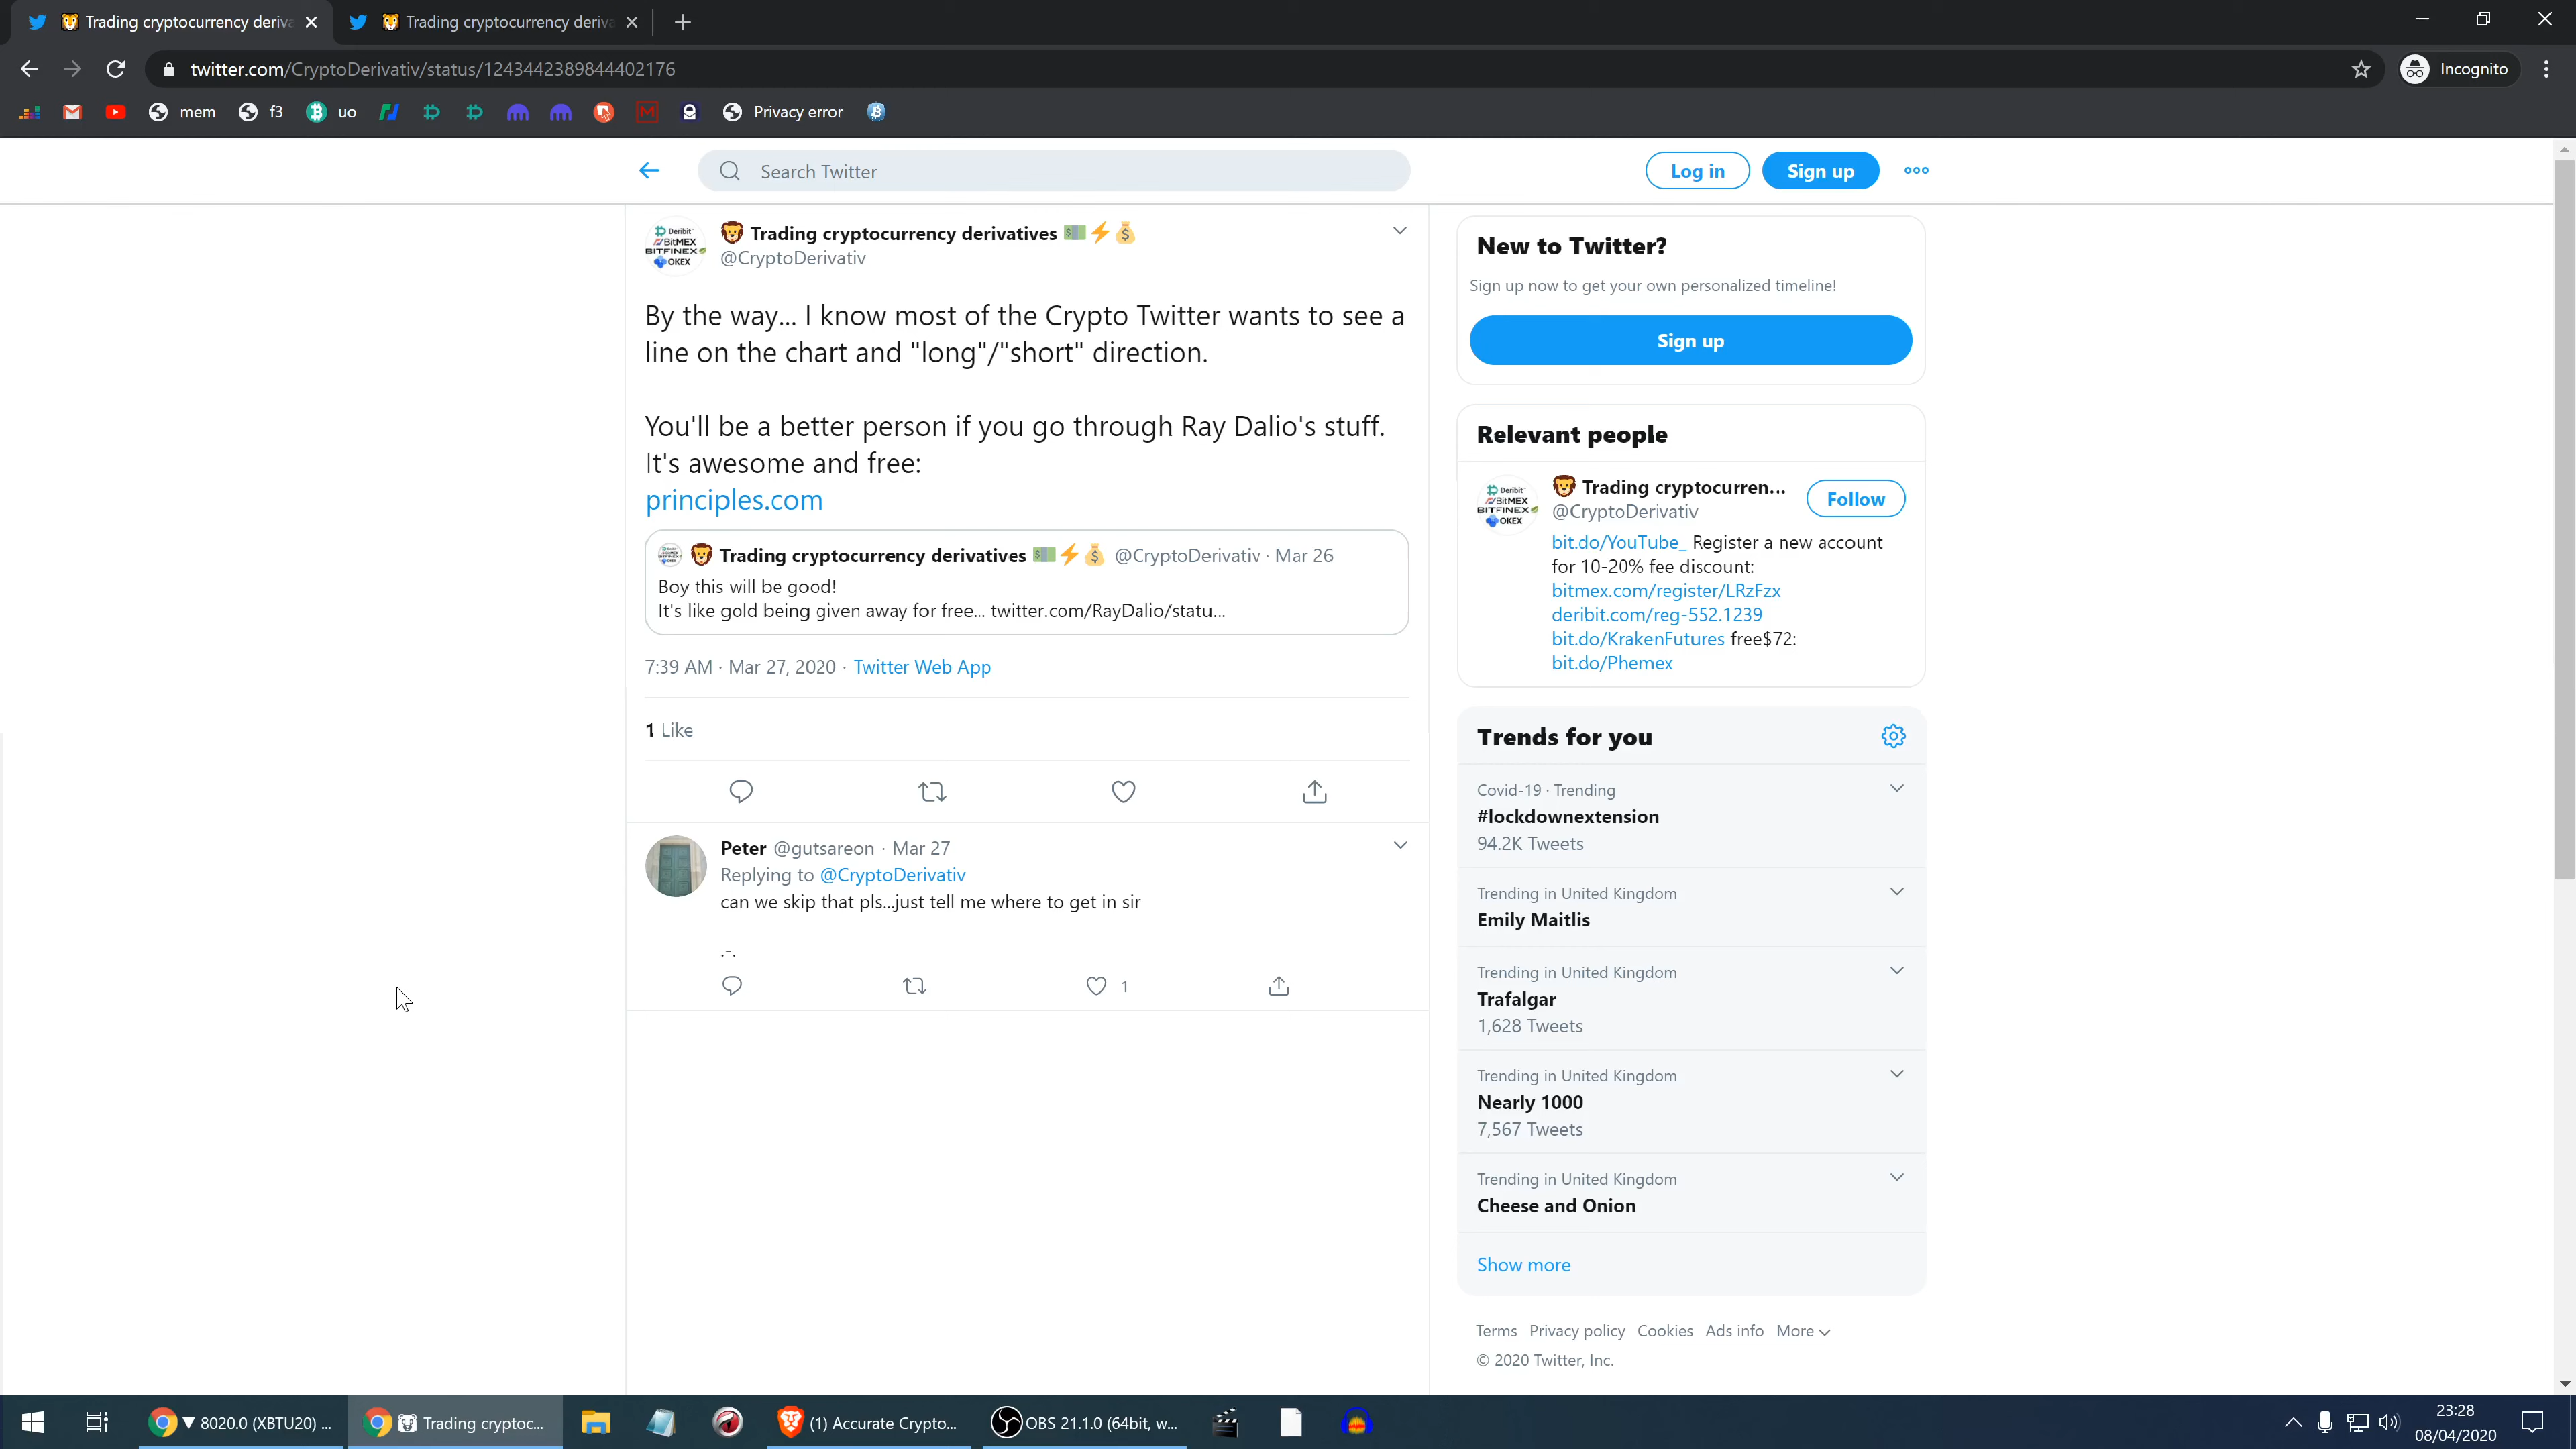 Trading cryptocurrency deriva
Trading cryptocurrency deriva
twitter.com/CryptoDerivativ/status/1243442389844402176
Incognito
mem
f3
uo
Privacy error
Search Twitter
Log in
Sign up
Deribit
BitMEX
BITFINEX
OKEX
🦁 Trading cryptocurrency derivatives 💵⚡💰
@CryptoDerivativ
By the way... I know most of the Crypto Twitter wants to see a
line on the chart and "long"/"short" direction.
You'll be a better person if you go through Ray Dalio's stuff.
It's awesome and free:
principles.com
🦁 Trading cryptocurrency derivatives 💵⚡💰 @CryptoDerivativ · Mar 26
Boy this will be good!
It's like gold being given away for free... twitter.com/RayDalio/statu...
7:39 AM · Mar 27, 2020 · Twitter Web App
1 Like
Peter @gutsareon · Mar 27
Replying to @CryptoDerivativ
can we skip that pls...just tell me where to get in sir
.-.
1
New to Twitter?
Sign up now to get your own personalized timeline!
Sign up
Relevant people
Deribit
BitMEX
BITFINEX
OKEX
🦁 Trading cryptocurren...
@CryptoDerivativ
Follow
bit.do/YouTube_ Register a new account
for 10-20% fee discount:
bitmex.com/register/LRzFzx
deribit.com/reg-552.1239
bit.do/KrakenFutures free$72:
bit.do/Phemex
Trends for you
Covid-19 · Trending
#lockdownextension
94.2K Tweets
Trending in United Kingdom
Emily Maitlis
Trending in United Kingdom
Trafalgar
1,628 Tweets
Trending in United Kingdom
Nearly 1000
7,567 Tweets
Trending in United Kingdom
Cheese and Onion
Show more
Terms Privacy policy Cookies Ads info More
© 2020 Twitter, Inc.
▼ 8020.0 (XBTU20) ...
Trading cryptoc...
(1) Accurate Crypto...
OBS 21.1.0 (64bit, w...
23:28
08/04/2020